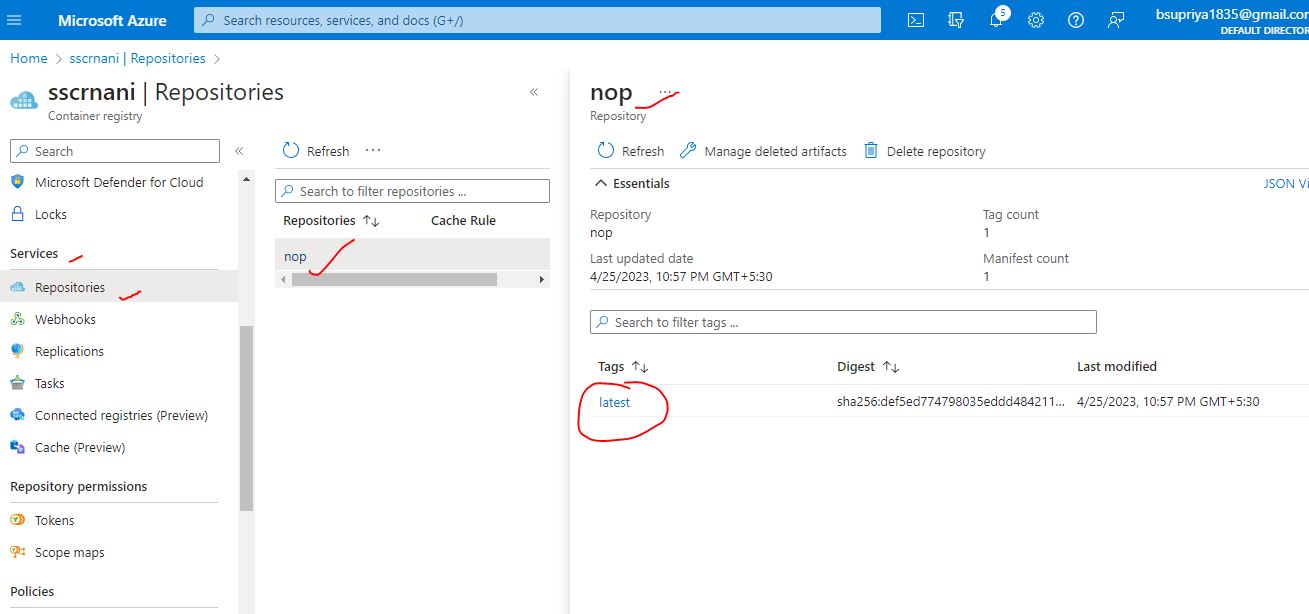 Microsoft Azure
Search resources, services, and docs (G+/)
5
bsupriya1835@gmail.com
DEFAULT DIRECTOR
Home > sscrnani | Repositories >
sscrnani | Repositories
Container registry
Search
Microsoft Defender for Cloud
Locks
Services
Repositories
Webhooks
Replications
Tasks
Connected registries (Preview)
Cache (Preview)
Repository permissions
Tokens
Scope maps
Policies
Refresh ...
Search to filter repositories ...
Repositories Cache Rule
nop
nop ...
Repository
Refresh Manage deleted artifacts Delete repository
Essentials
JSON Vi
Repository Tag count
nop 1
Last updated date Manifest count
4/25/2023, 10:57 PM GMT+5:30 1
Search to filter tags ...
Tags Digest Last modified
latest sha256:def5ed774798035eddd484211... 4/25/2023, 10:57 PM GMT+5:30